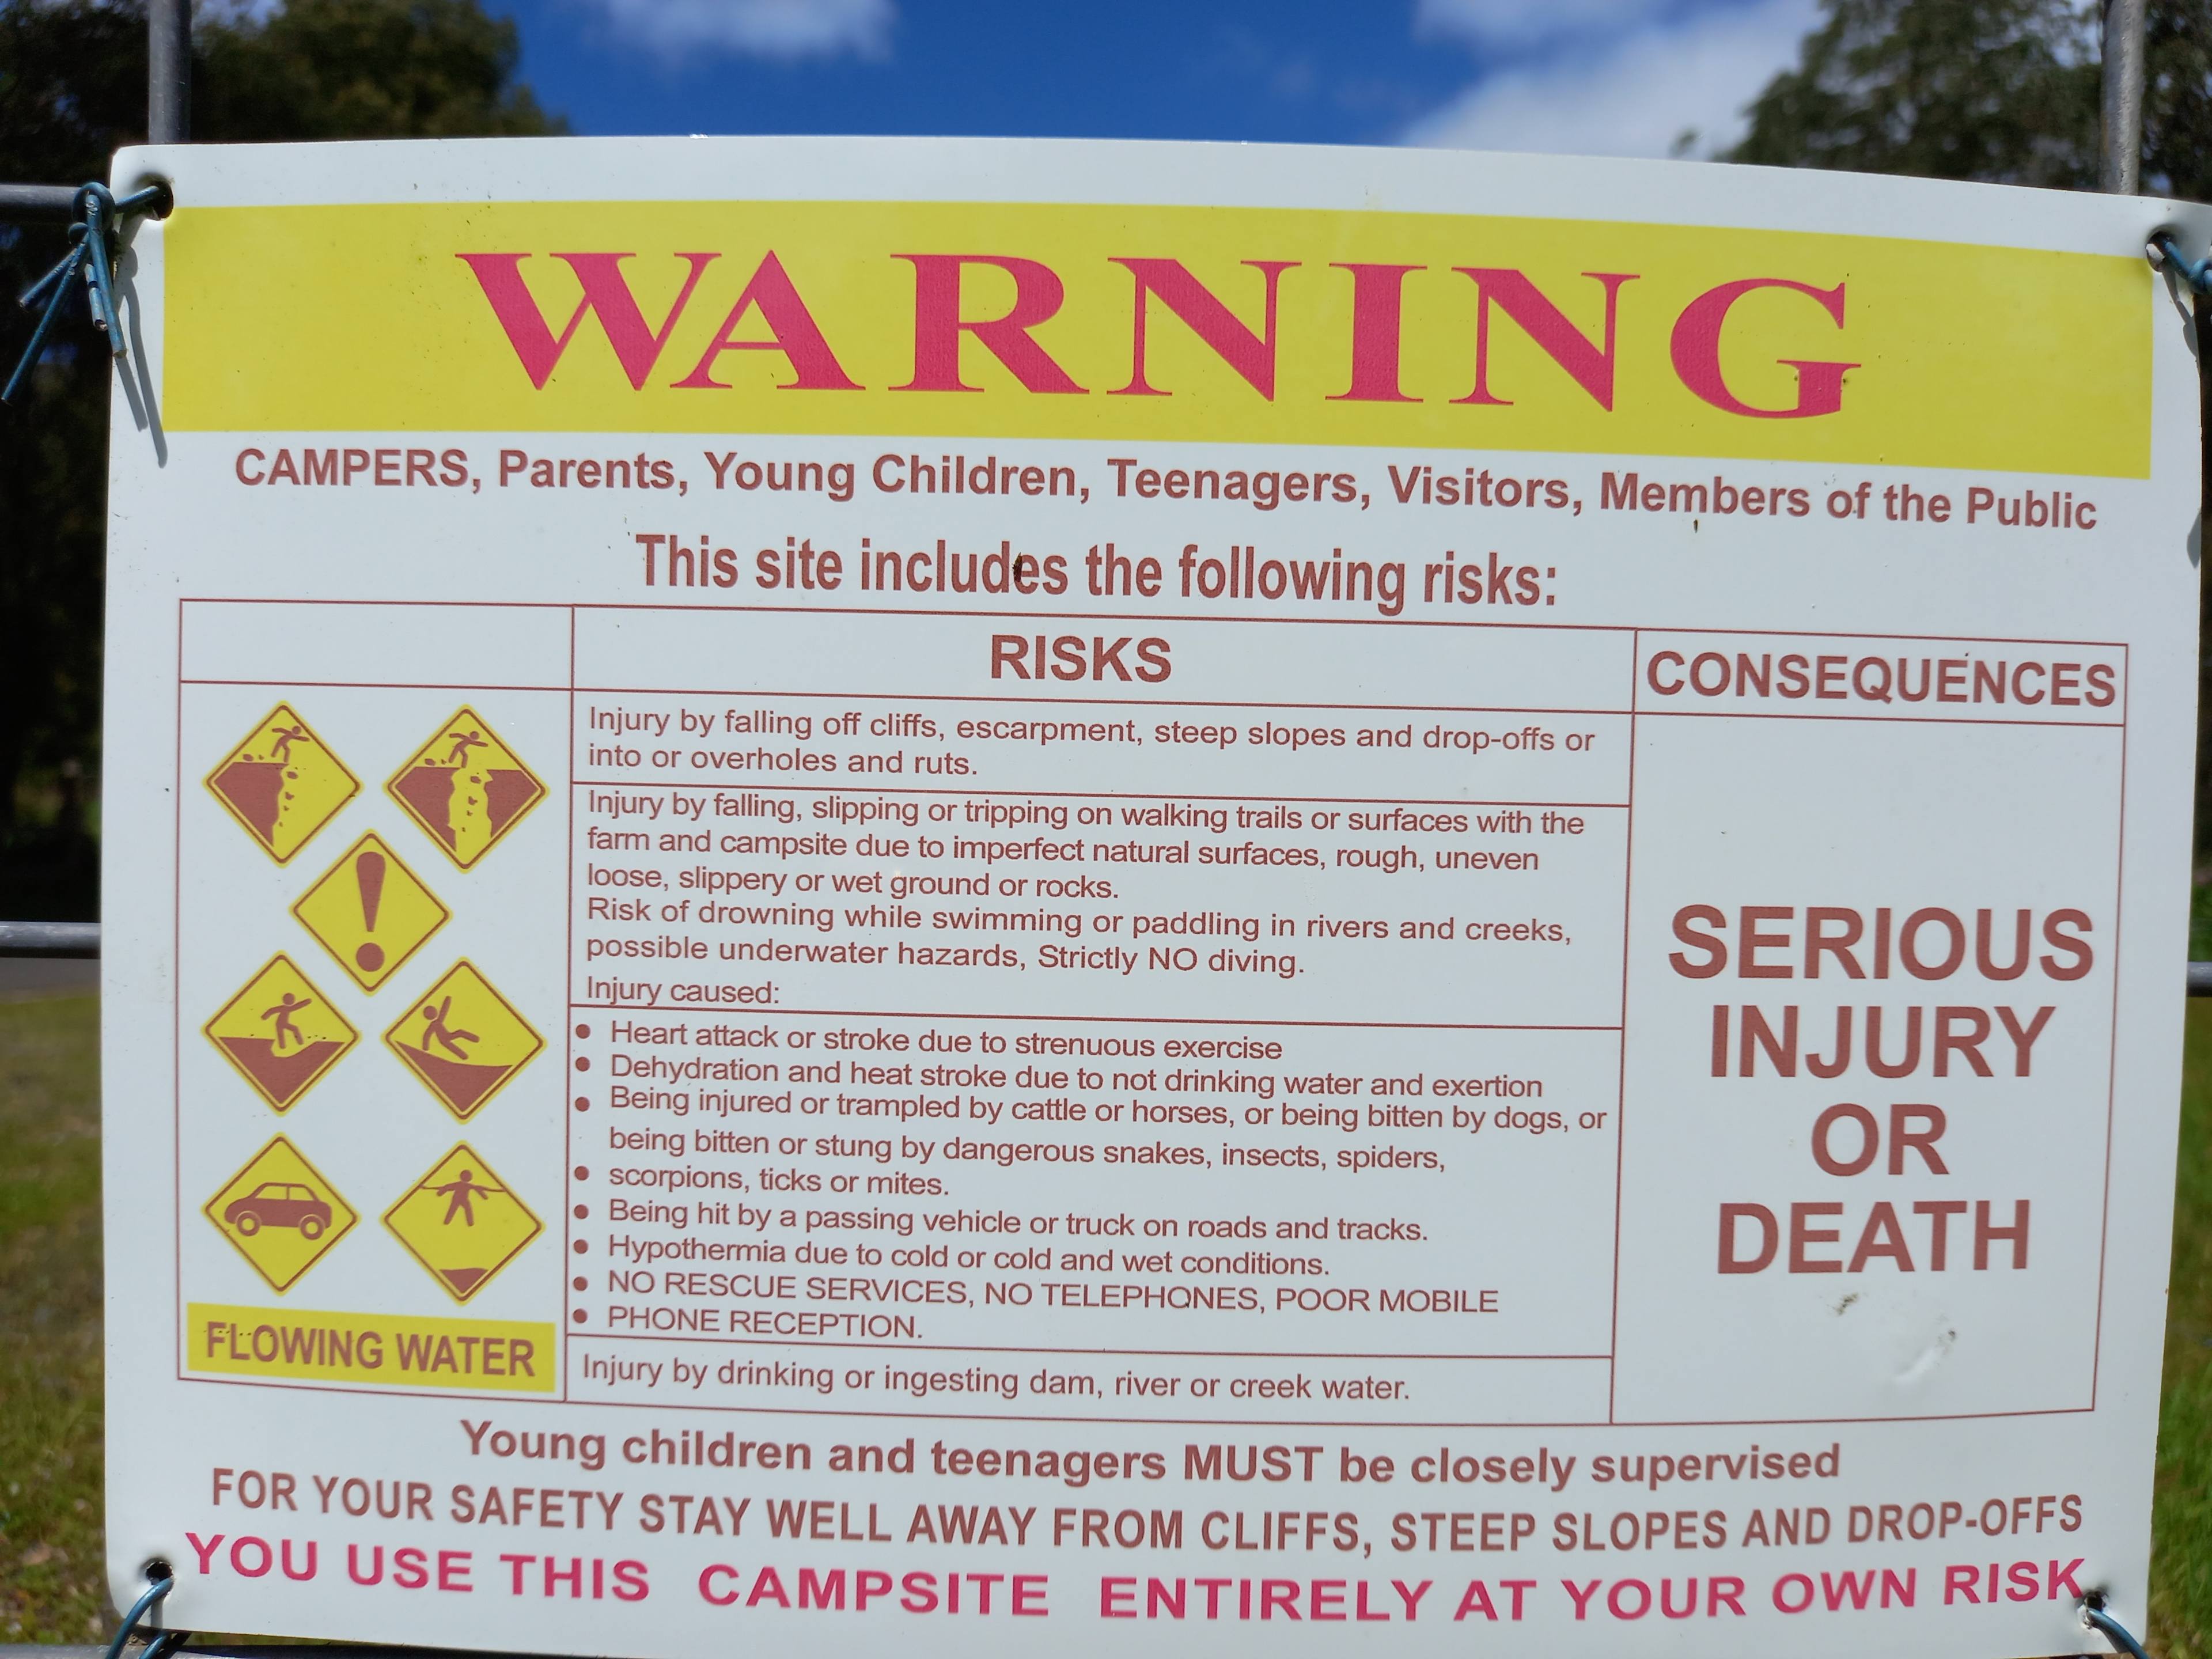 WARNING
CAMPERS, Parents, Young Children, Teenagers, Visitors, Members of the Public
This site includes the following risks:
RISKS
CONSEQUENCES
Injury by falling off cliffs, escarpment, steep slopes and drop-offs or
into or overholes and ruts.
Injury by falling, slipping or tripping on walking trails or surfaces with the
farm and campsite due to imperfect natural surfaces, rough, uneven
loose, slippery or wet ground or rocks.
Risk of drowning while swimming or paddling in rivers and creeks,
possible underwater hazards, Strictly NO diving.
Injury caused:
• Heart attack or stroke due to strenuous exercise
• Dehydration and heat stroke due to not drinking water and exertion
• Being injured or trampled by cattle or horses, or being bitten by dogs, or
being bitten or stung by dangerous snakes, insects, spiders,
• scorpions, ticks or mites.
• Being hit by a passing vehicle or truck on roads and tracks.
• Hypothermia due to cold or cold and wet conditions.
• NO RESCUE SERVICES, NO TELEPHONES, POOR MOBILE
• PHONE RECEPTION.
Injury by drinking or ingesting dam, river or creek water.
SERIOUS
INJURY
OR
DEATH
!
FLOWING WATER
Young children and teenagers MUST be closely supervised
FOR YOUR SAFETY STAY WELL AWAY FROM CLIFFS, STEEP SLOPES AND DROP-OFFS
YOU USE THIS CAMPSITE ENTIRELY AT YOUR OWN RISK